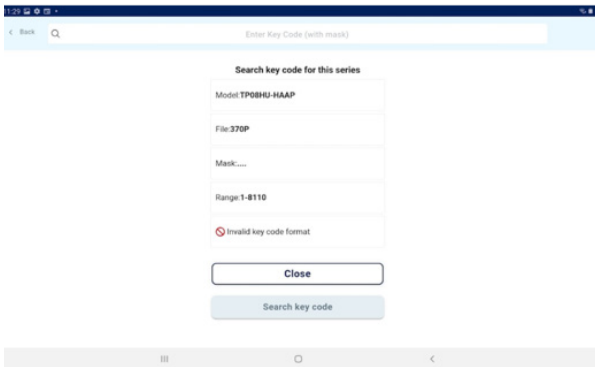 11:29
Back
Enter Key Code (with mask)
Search key code for this series
Model:TP08HU-HAAP
File:370P
Mask:....
Range:1-8110
Invalid key code format
Close
Search key code